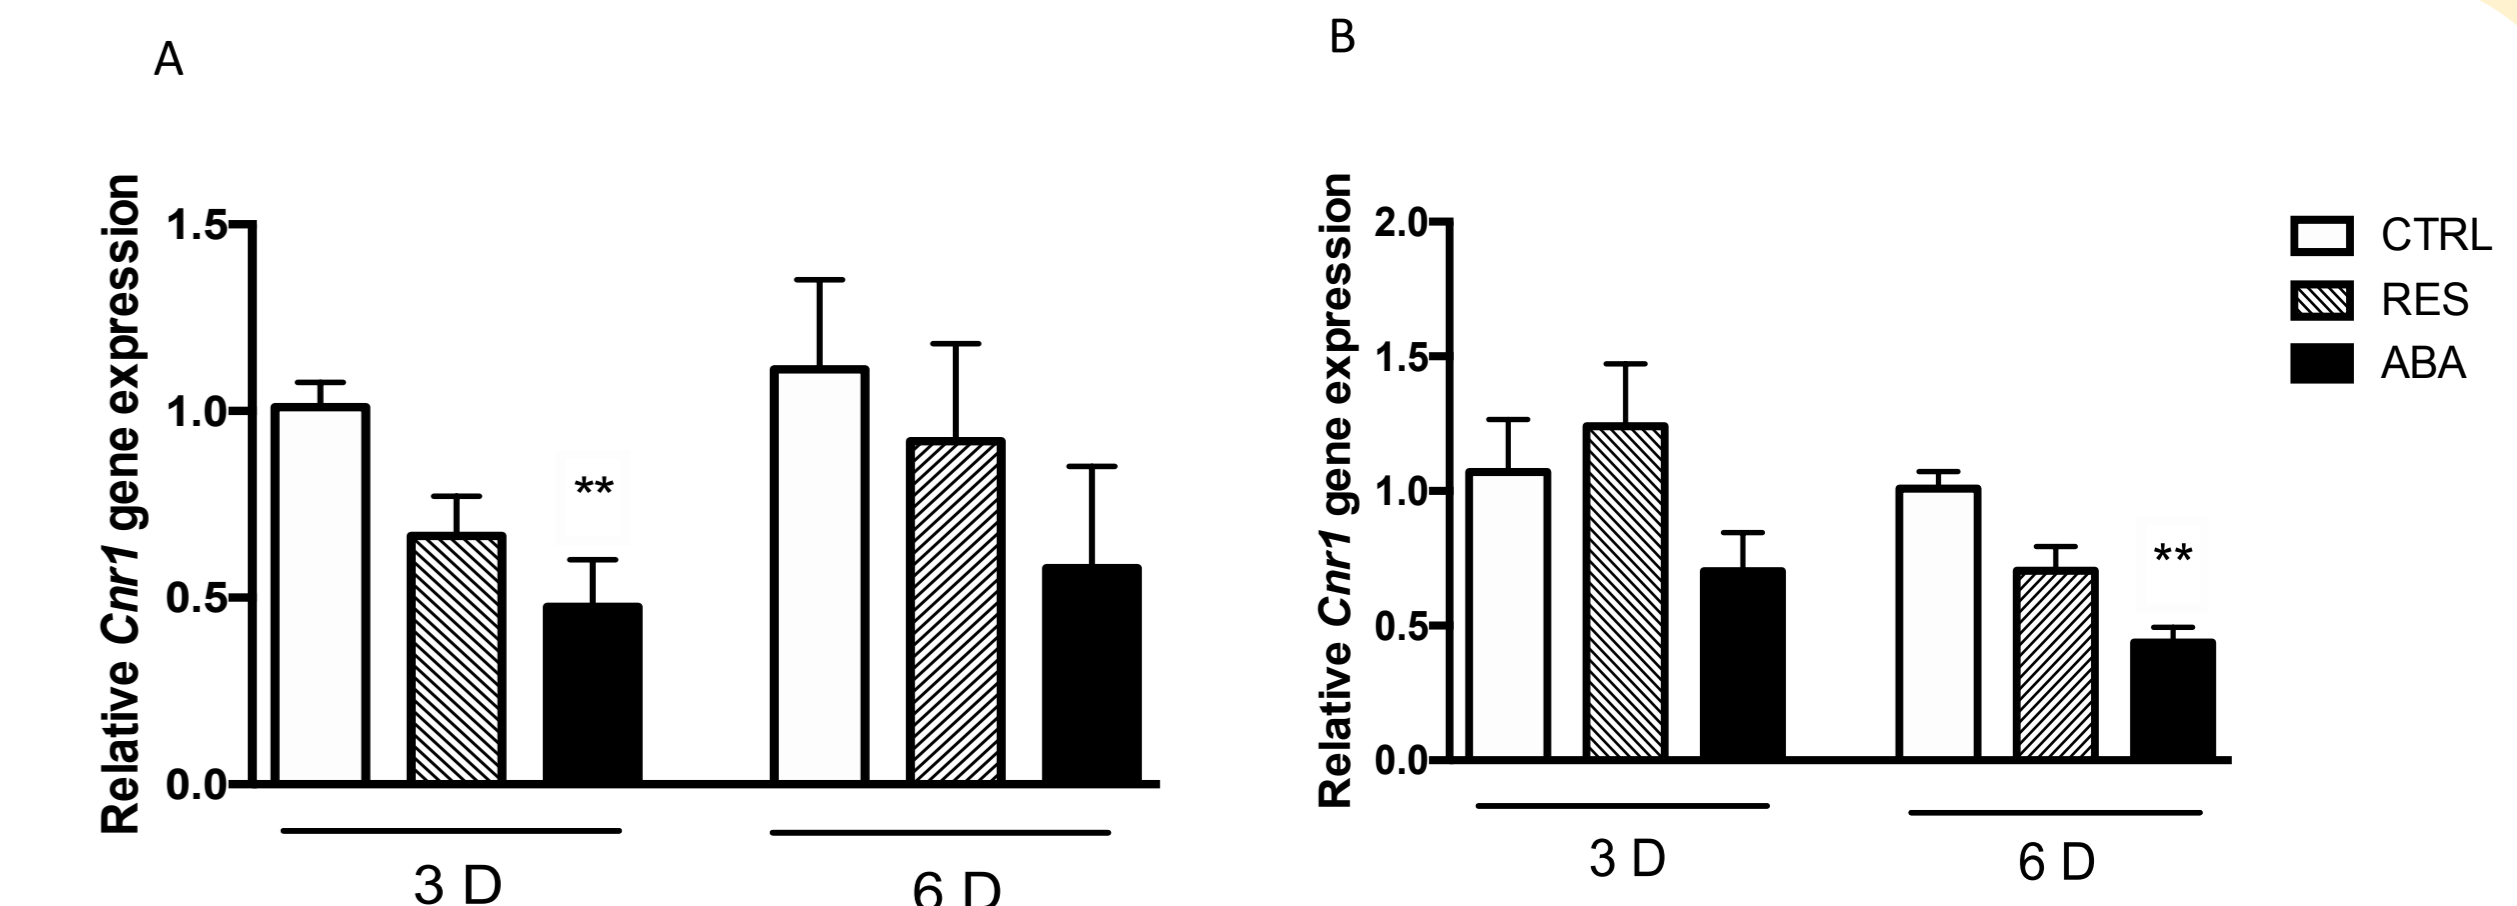 A
Relative Cnr1 gene expression
1.5
1.0
0.5
0.0
**
3 D
6 D
B
Relative Cnr1 gene expression
2.0
1.5
1.0
0.5
0.0
**
3 D
6 D
CTRL
RES
ABA